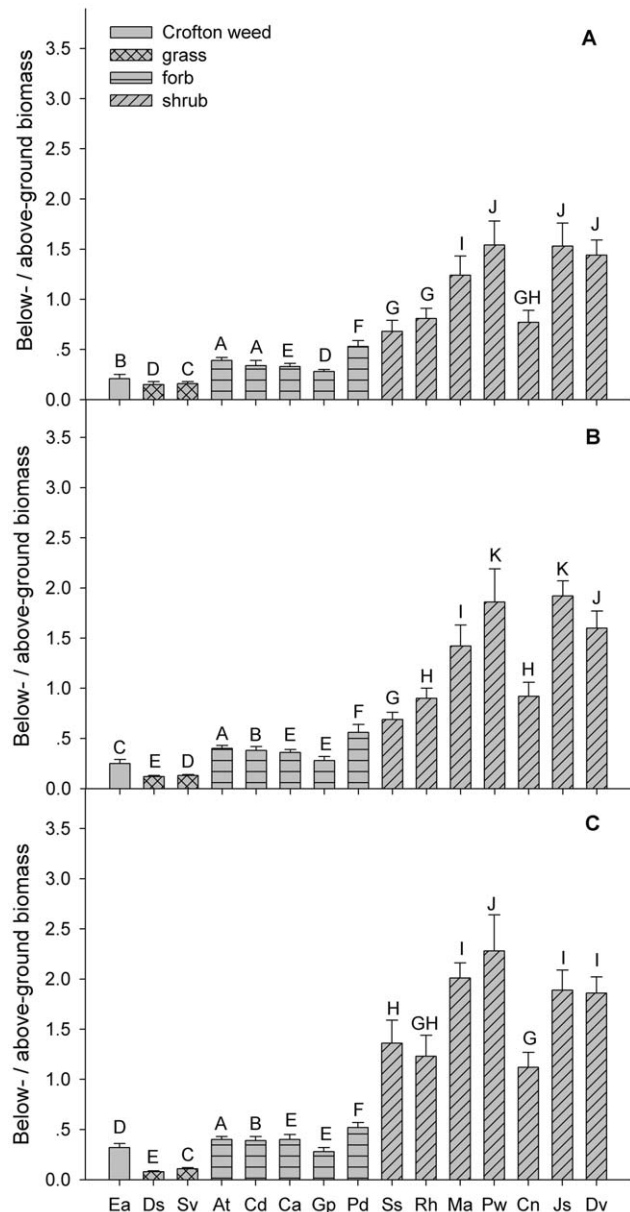 Crofton weed
grass
forb
shrub
A
Below- / above-ground biomass
3.5
3.0
2.5
2.0
1.5
1.0
.5
0.0
B D C A A E D F G G I J GH J J
B
Below- / above-ground biomass
3.5
3.0
2.5
2.0
1.5
1.0
.5
0.0
C E D A B E E F G H I K H K J
C
Below- / above-ground biomass
3.5
3.0
2.5
2.0
1.5
1.0
.5
0.0
D E C A B E E F H GH I J G I I
Ea Ds Sv At Cd Ca Gp Pd Ss Rh Ma Pw Cn Js Dv